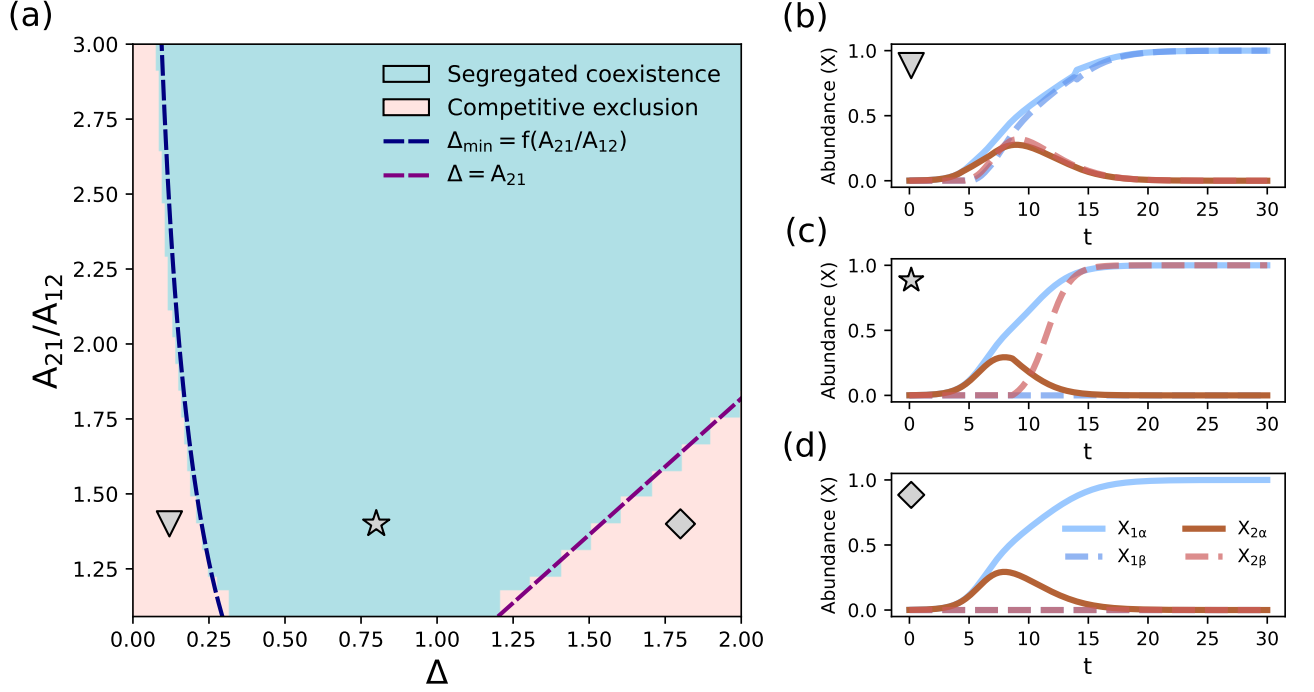 (a)
A21/A12
3.00
2.75
2.50
2.25
2.00
1.75
1.50
1.25
Segregated coexistence
Competitive exclusion
Δmin = f(A21/A12)
Δ = A21
0.00 0.25 0.50 0.75 1.00 1.25 1.50 1.75 2.00
Δ
(b)
Abundance (X)
1.0
0.5
0.0
0 5 10 15 20 25 30
t
(c)
Abundance (X)
1.0
0.5
0.0
0 5 10 15 20 25 30
t
(d)
Abundance (X)
1.0
0.5
0.0
X1α X2α
X1β X2β
0 5 10 15 20 25 30
t